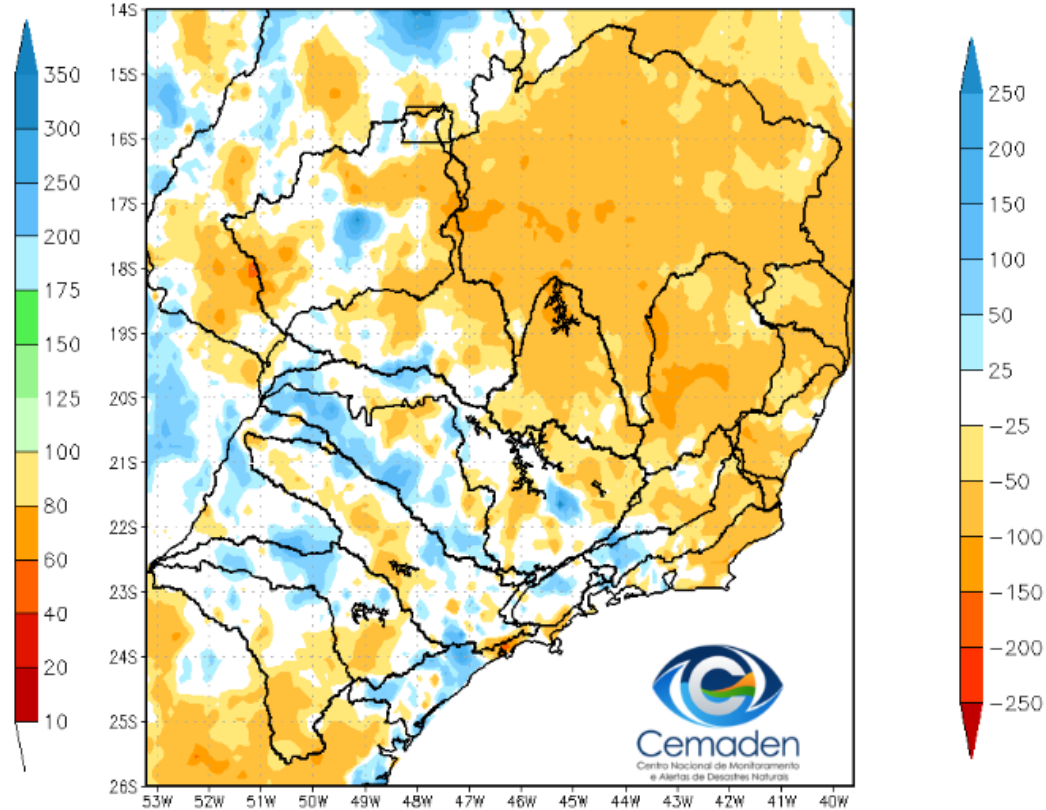 350
300
250
200
175
150
125
100
80
60
40
20
10
14S
15S
16S
17S
18S
19S
20S
21S
22S
23S
24S
25S
26S
53W 52W 51W 50W 49W 48W 47W 46W 45W 44W 43W 42W 41W 40W
Cemaden
Centro Nacional de Monitoramento
e Alertas de Desastres Naturais
250
200
150
100
50
25
-25
-50
-100
-150
-200
-250